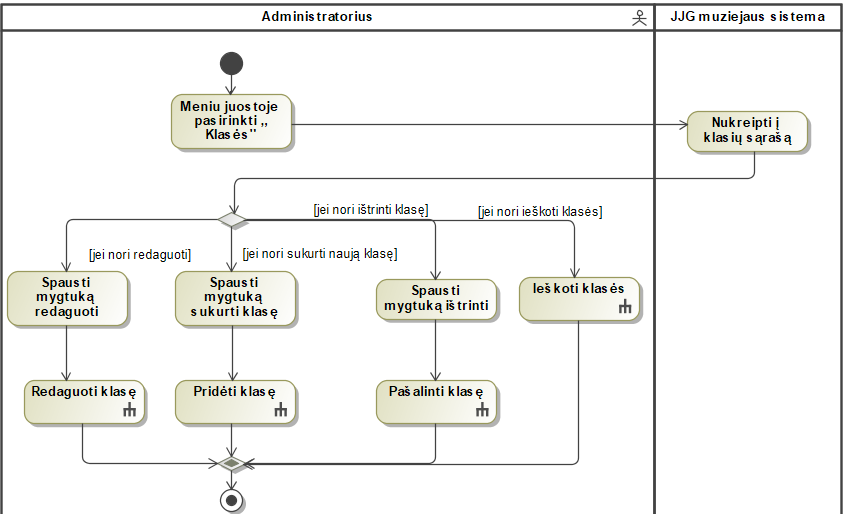 Administratorius
JJG muziejaus sistema
Meniu juostoje
pasirinkti ,,
Klasės"
Nukreipti į
klasių sąrašą
[jei nori ištrinti klasę]
[jei nori ieškoti klasės]
[jei nori redaguoti]
[jei nori sukurti naują klasę]
Spausti
mygtuką
redaguoti
Spausti
mygtuką
sukurti klasę
Spausti
mygtuką ištrinti
Ieškoti klasės
Redaguoti klasę
Pridėti klasę
Pašalinti klasę